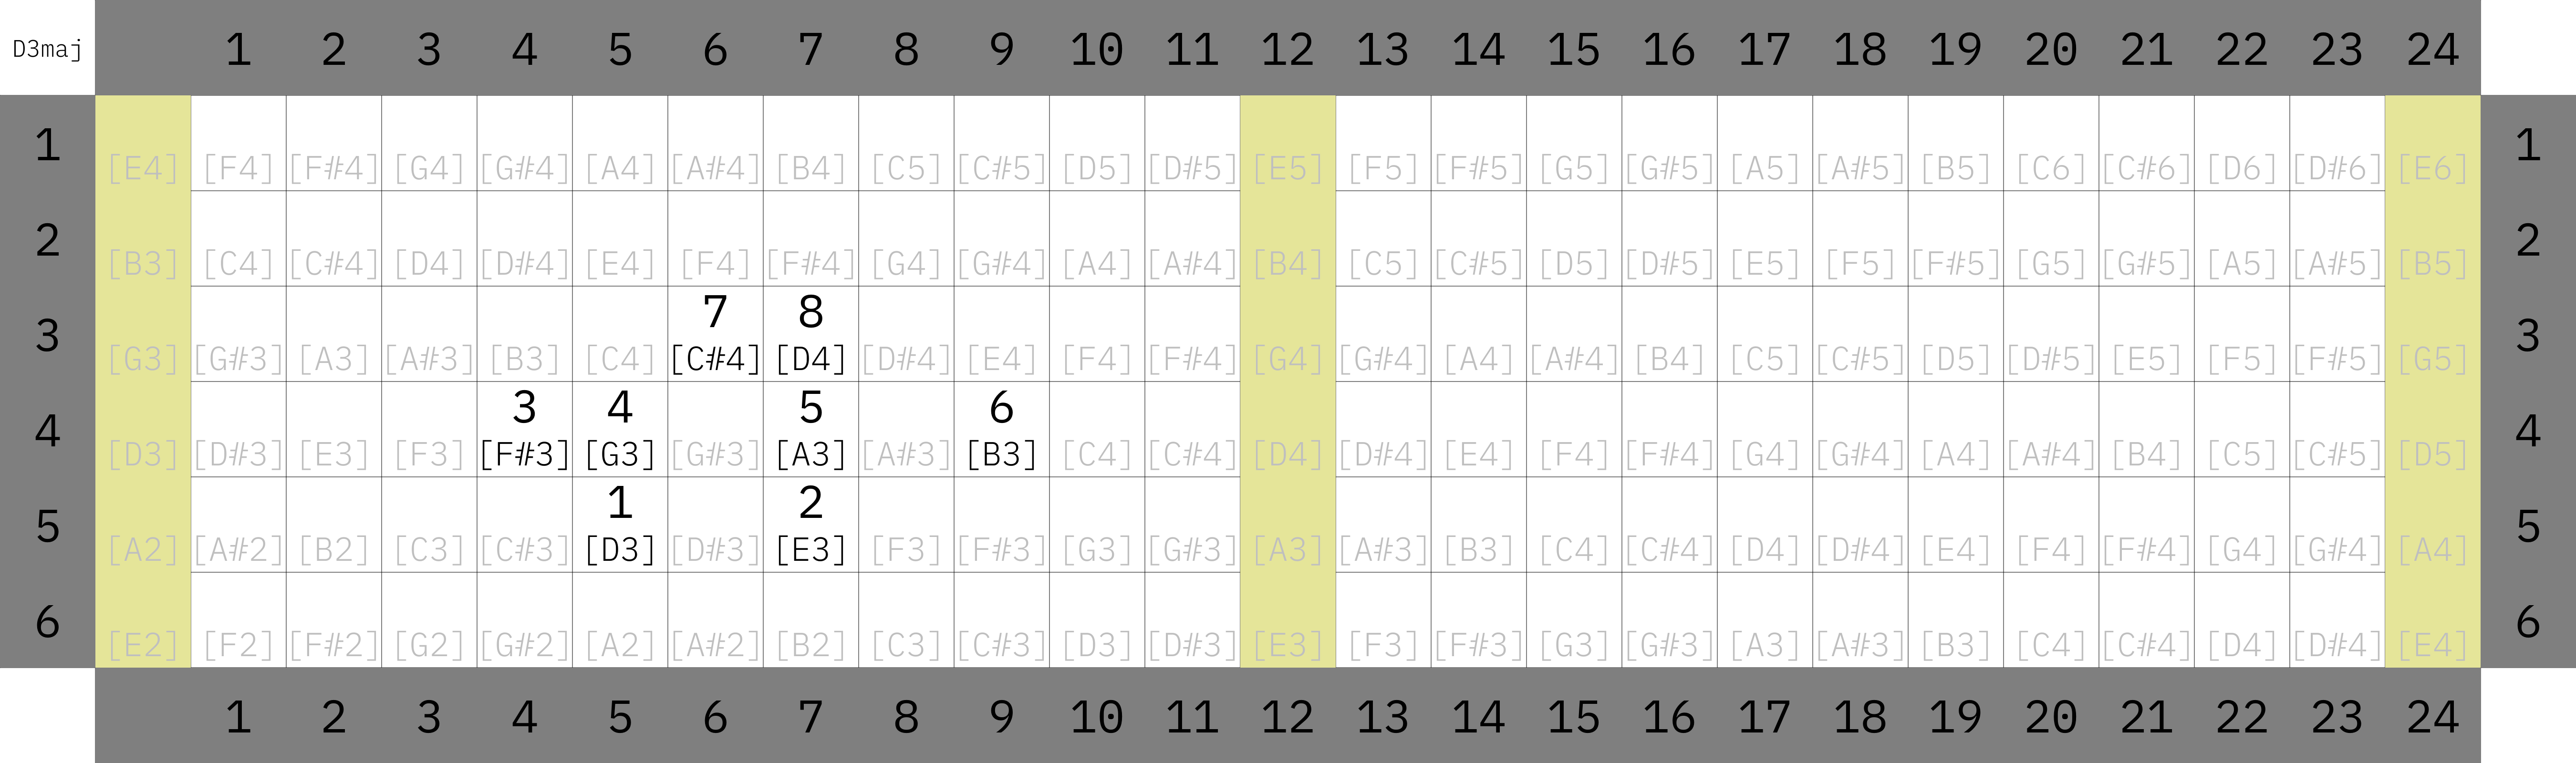 D3maj 1 2 3 4 5 6 7 8 9 10 11 12 13 14 15 16 17 18 19 20 21 22 23 24
1 [E4] [F4] [F#4] [G4] [G#4] [A4] [A#4] [B4] [C5] [C#5] [D5] [D#5] [E5] [F5] [F#5] [G5] [G#5] [A5] [A#5] [B5] [C6] [C#6] [D6] [D#6] [E6] 1
2 [B3] [C4] [C#4] [D4] [D#4] [E4] [F4] [F#4] [G4] [G#4] [A4] [A#4] [B4] [C5] [C#5] [D5] [D#5] [E5] [F5] [F#5] [G5] [G#5] [A5] [A#5] [B5] 2
7 8
3 [G3] [G#3] [A3] [A#3] [B3] [C4] [C#4] [D4] [D#4] [E4] [F4] [F#4] [G4] [G#4] [A4] [A#4] [B4] [C5] [C#5] [D5] [D#5] [E5] [F5] [F#5] [G5] 3
3 4 5 6
4 [D3] [D#3] [E3] [F3] [F#3] [G3] [G#3] [A3] [A#3] [B3] [C4] [C#4] [D4] [D#4] [E4] [F4] [F#4] [G4] [G#4] [A4] [A#4] [B4] [C5] [C#5] [D5] 4
1 2
5 [A2] [A#2] [B2] [C3] [C#3] [D3] [D#3] [E3] [F3] [F#3] [G3] [G#3] [A3] [A#3] [B3] [C4] [C#4] [D4] [D#4] [E4] [F4] [F#4] [G4] [G#4] [A4] 5
6 [E2] [F2] [F#2] [G2] [G#2] [A2] [A#2] [B2] [C3] [C#3] [D3] [D#3] [E3] [F3] [F#3] [G3] [G#3] [A3] [A#3] [B3] [C4] [C#4] [D4] [D#4] [E4] 6
1 2 3 4 5 6 7 8 9 10 11 12 13 14 15 16 17 18 19 20 21 22 23 24